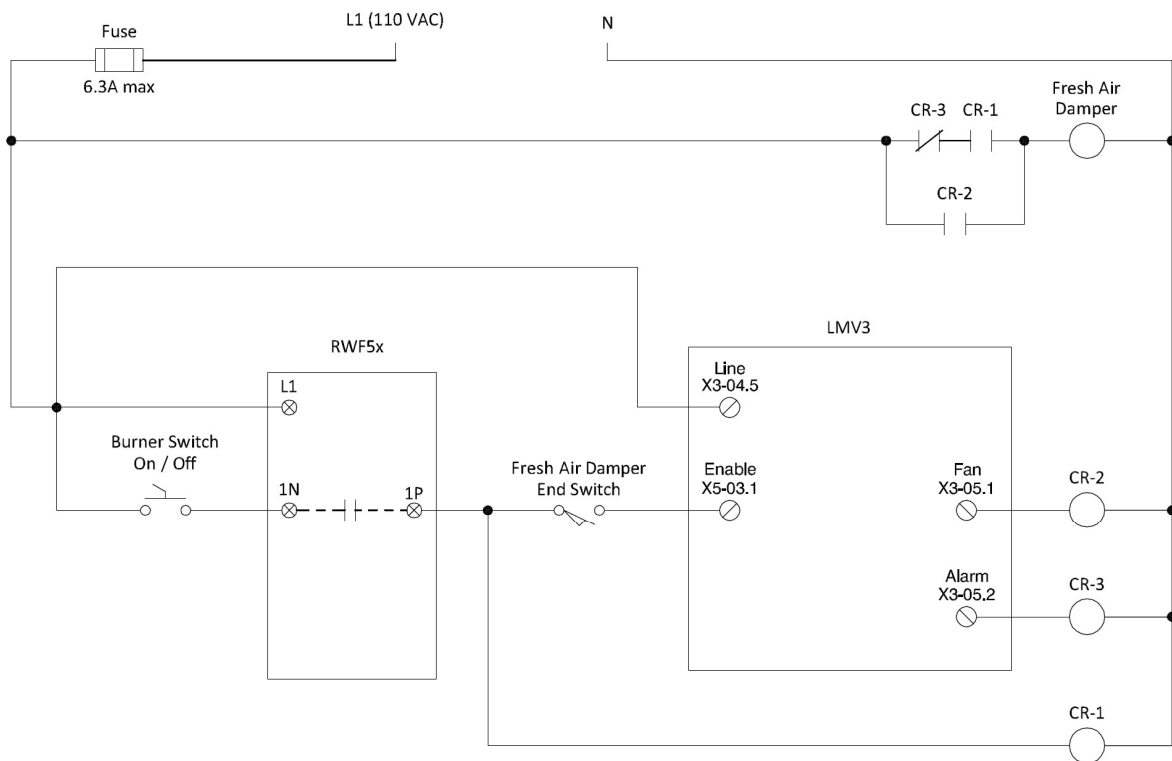 L1 (110 VAC)
N
Fuse
6.3A max
Fresh Air
Damper
CR-3
CR-1
CR-2
LMV3
RWF5x
Line
X3-04.5
L1
Burner Switch
On / Off
Fresh Air Damper
End Switch
Enable
X5-03.1
Fan
X3-05.1
CR-2
1N
1P
Alarm
X3-05.2
CR-3
CR-1